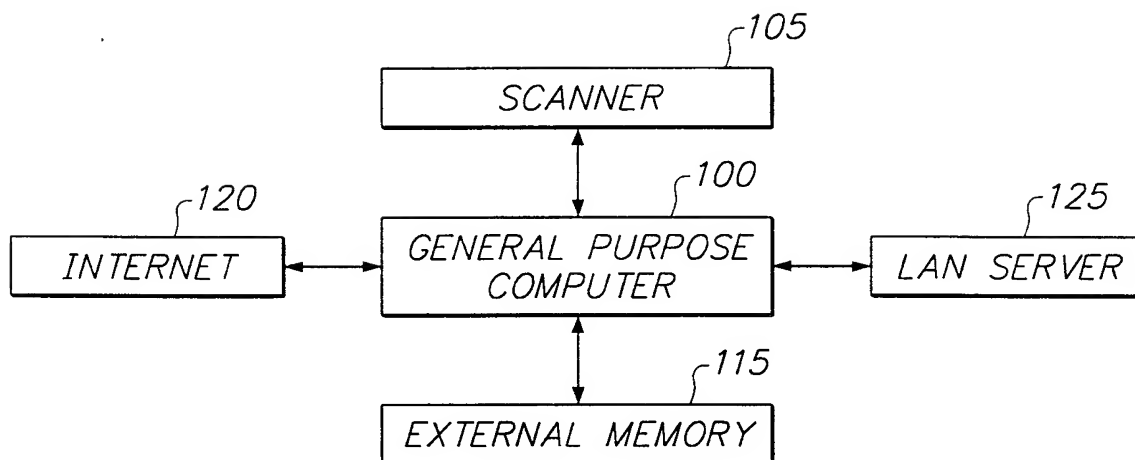 105
SCANNER
120
100
125
INTERNET
GENERAL PURPOSE
COMPUTER
LAN SERVER
115
EXTERNAL MEMORY